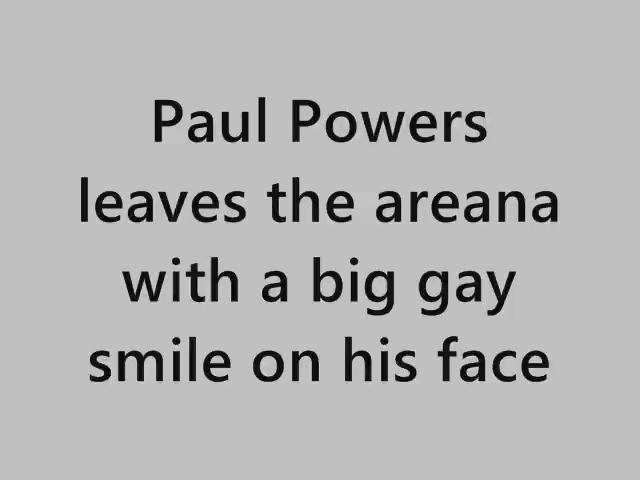 Paul Powers
leaves the areana
with a big gay
smile on his face